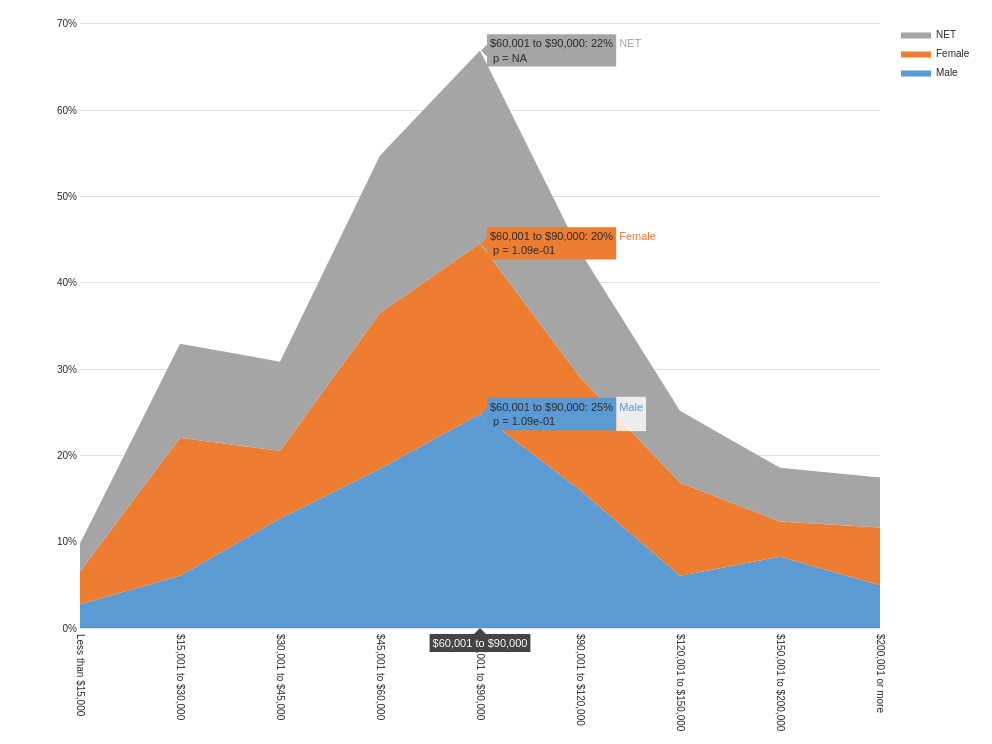 70%
60%
50%
40%
30%
20%
10%
0%
$60,001 to $90,000: 22% NET
p = NA
$60,001 to $90,000: 20% Female
p = 1.09e-01
$60,001 to $90,000: 25% Male
p = 1.09e-01
NET
Female
Male
$60,001 to $90,000
Less than $15,000
$15,001 to $30,000
$30,001 to $45,000
$45,001 to $60,000
,001 to $90,000
$90,001 to $120,000
$120,001 to $150,000
$150,001 to $200,000
$200,001 or more